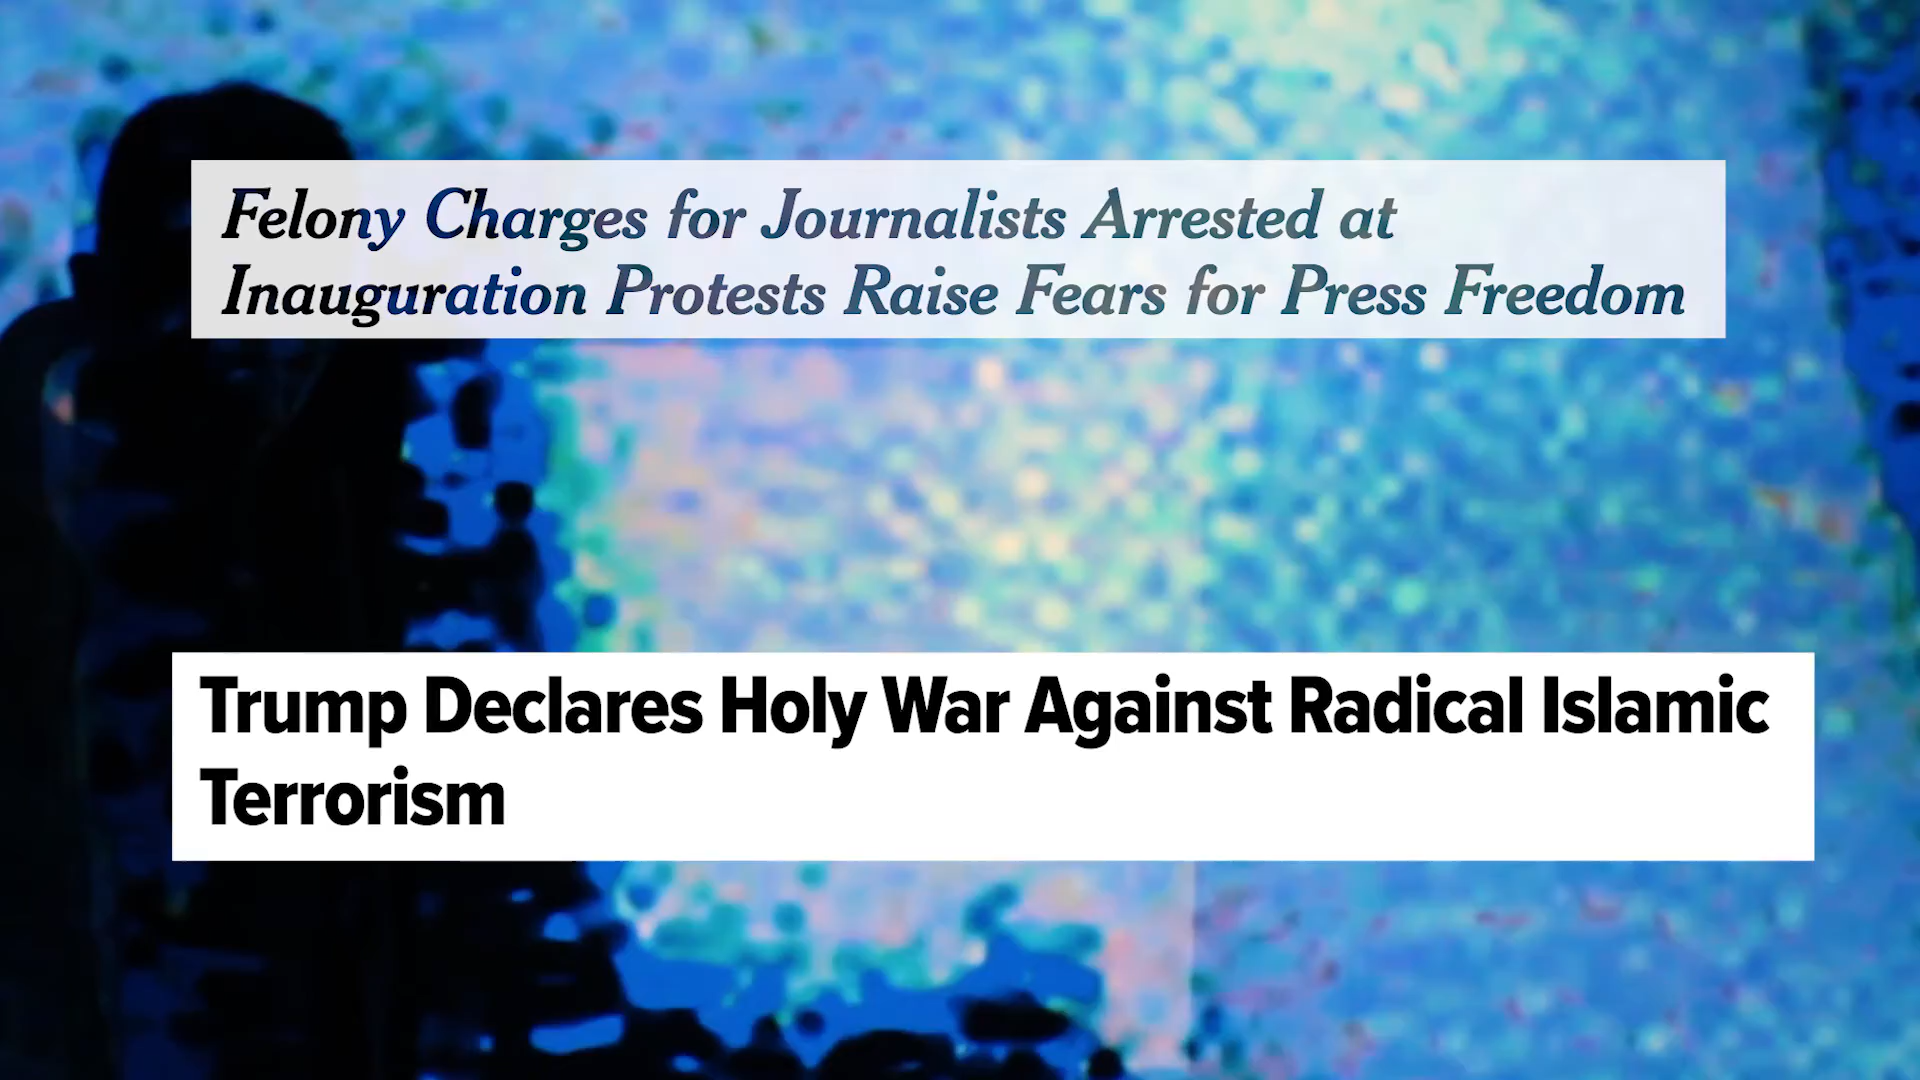 Felony Charges for Journalists Arrested at
Inauguration Protests Raise Fears for Press Freedom
Trump Declares Holy War Against Radical Islamic
Terrorism